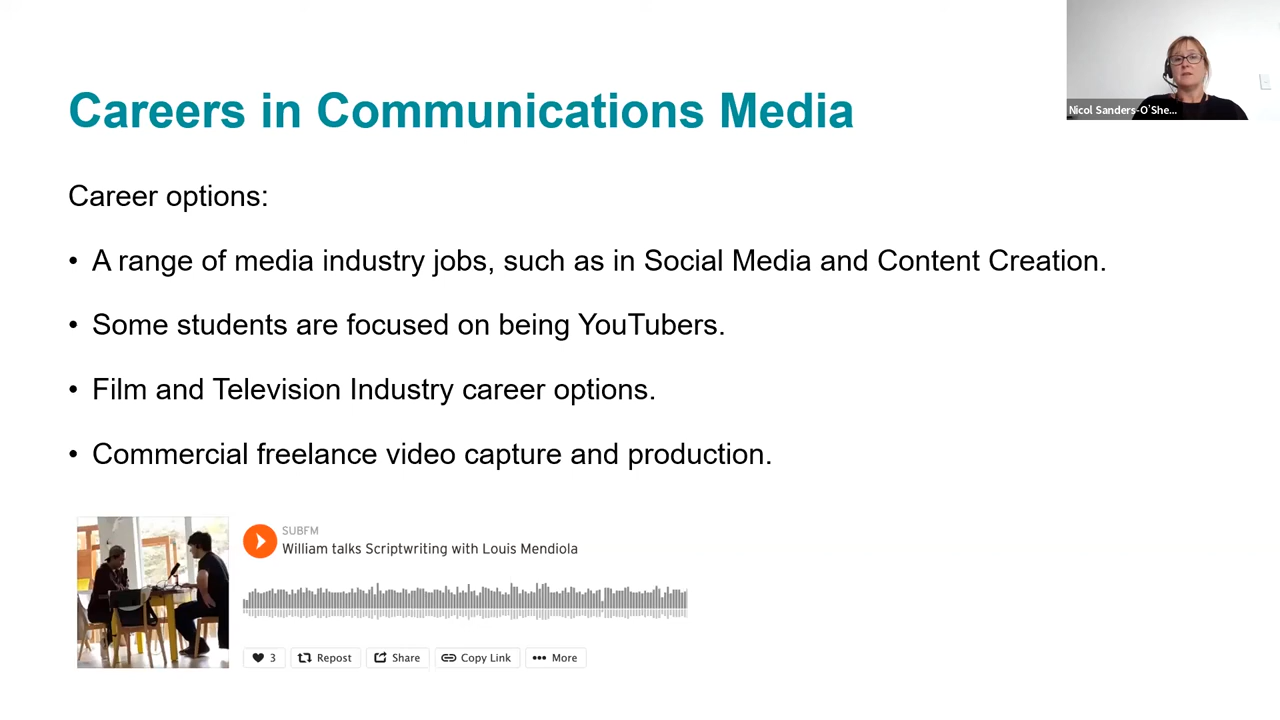 Careers in Communications Media
Nicol Sanders-O'She...
Career options:
• A range of media industry jobs, such as in Social Media and Content Creation.
• Some students are focused on being YouTubers.
• Film and Television Industry career options.
• Commercial freelance video capture and production.
SUBFM
William talks Scriptwriting with Louis Mendiola
3 Repost Share Copy Link ••• More